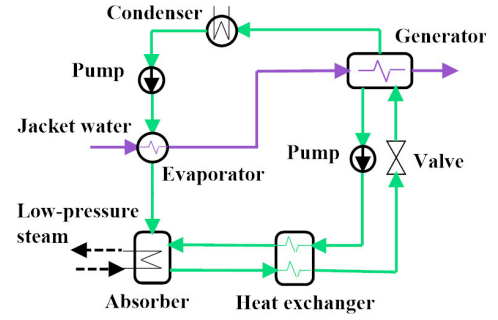 Condenser
Generator
Pump
Jacket water
Evaporator
Pump
Valve
Low-pressure
steam
Absorber
Heat exchanger